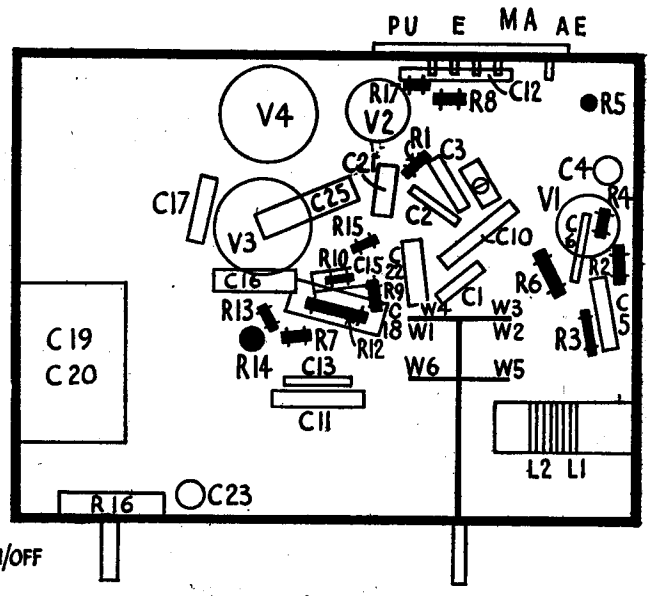 PU E MA AE
R17
R8
C12
R5
V4
V2
R1
C
C3
C21
C4
C17
C25
C2
V1
R4
C6
V3
R15
C10
R10
C15
C22
R2
C16
R9
R6
C1
C5
R13
C18
W4 W3
W1 W2
R7
R12
R3
R14
C19
C20
C13
W6 W5
C11
L2 L1
R16
C23
/OFF